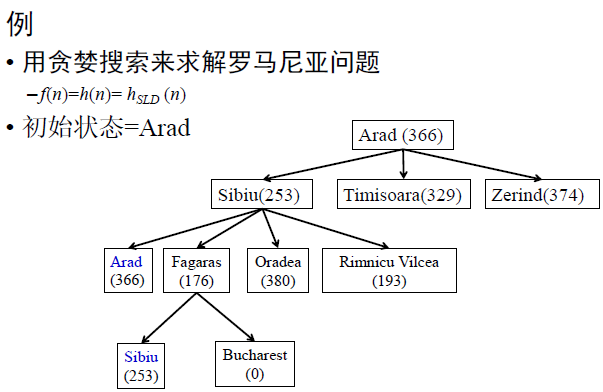 例
• 用贪婪搜索来求解罗马尼亚问题
–f(n)=h(n)= hSLD (n)
• 初始状态=Arad
Arad (366)
Sibiu(253)
Timisoara(329)
Zerind(374)
Arad
(366)
Fagaras
(176)
Oradea
(380)
Rimnicu Vilcea
(193)
Sibiu
(253)
Bucharest
(0)